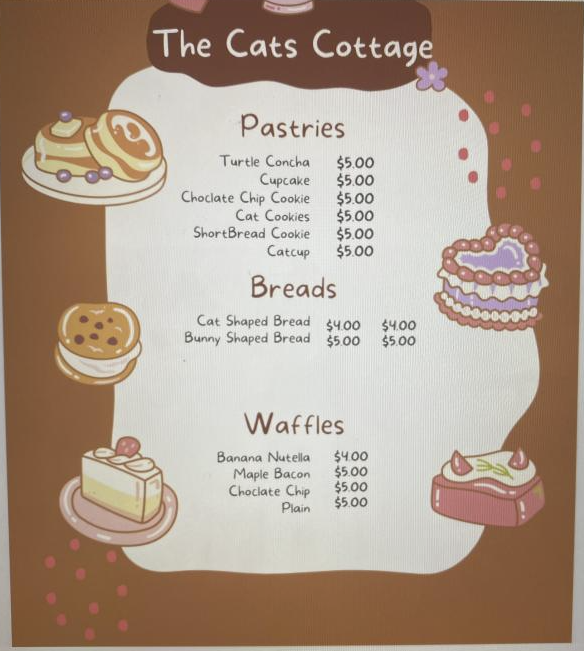 The Cats Cottage
Pastries
Turtle Concha $5.00
Cupcake $5.00
Choclate Chip Cookie $5.00
Cat Cookies $5.00
ShortBread Cookie $5.00
Catcup $5.00
Breads
Cat Shaped Bread $4.00 $4.00
Bunny Shaped Bread $5.00 $5.00
Waffles
Banana Nutella $4.00
Maple Bacon $5.00
Choclate Chip $5.00
Plain $5.00